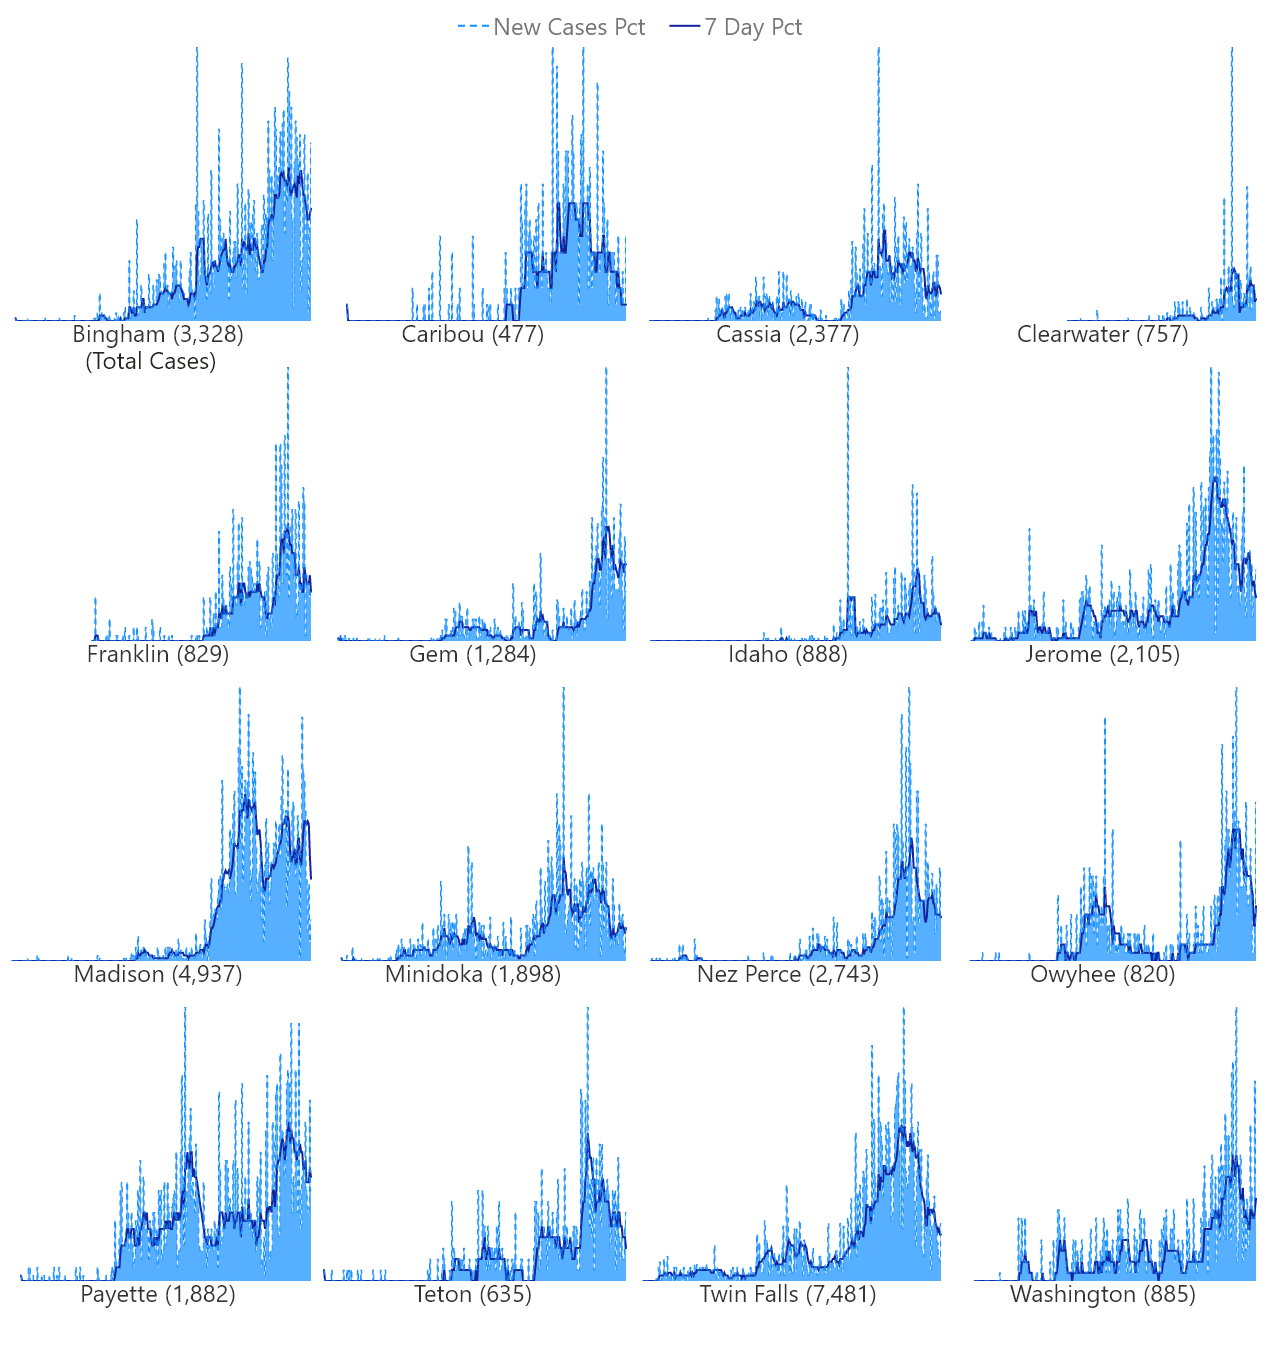 New Cases Pct 7 Day Pct
Bingham (3,328) Caribou (477) Cassia (2,377) Clearwater (757)
(Total Cases)
Franklin (829) Gem (1,284) Idaho (888) Jerome (2,105)
Madison (4,937) Minidoka (1,898) Nez Perce (2,743) Owyhee (820)
Payette (1,882) Teton (635) Twin Falls (7,481) Washington (885)